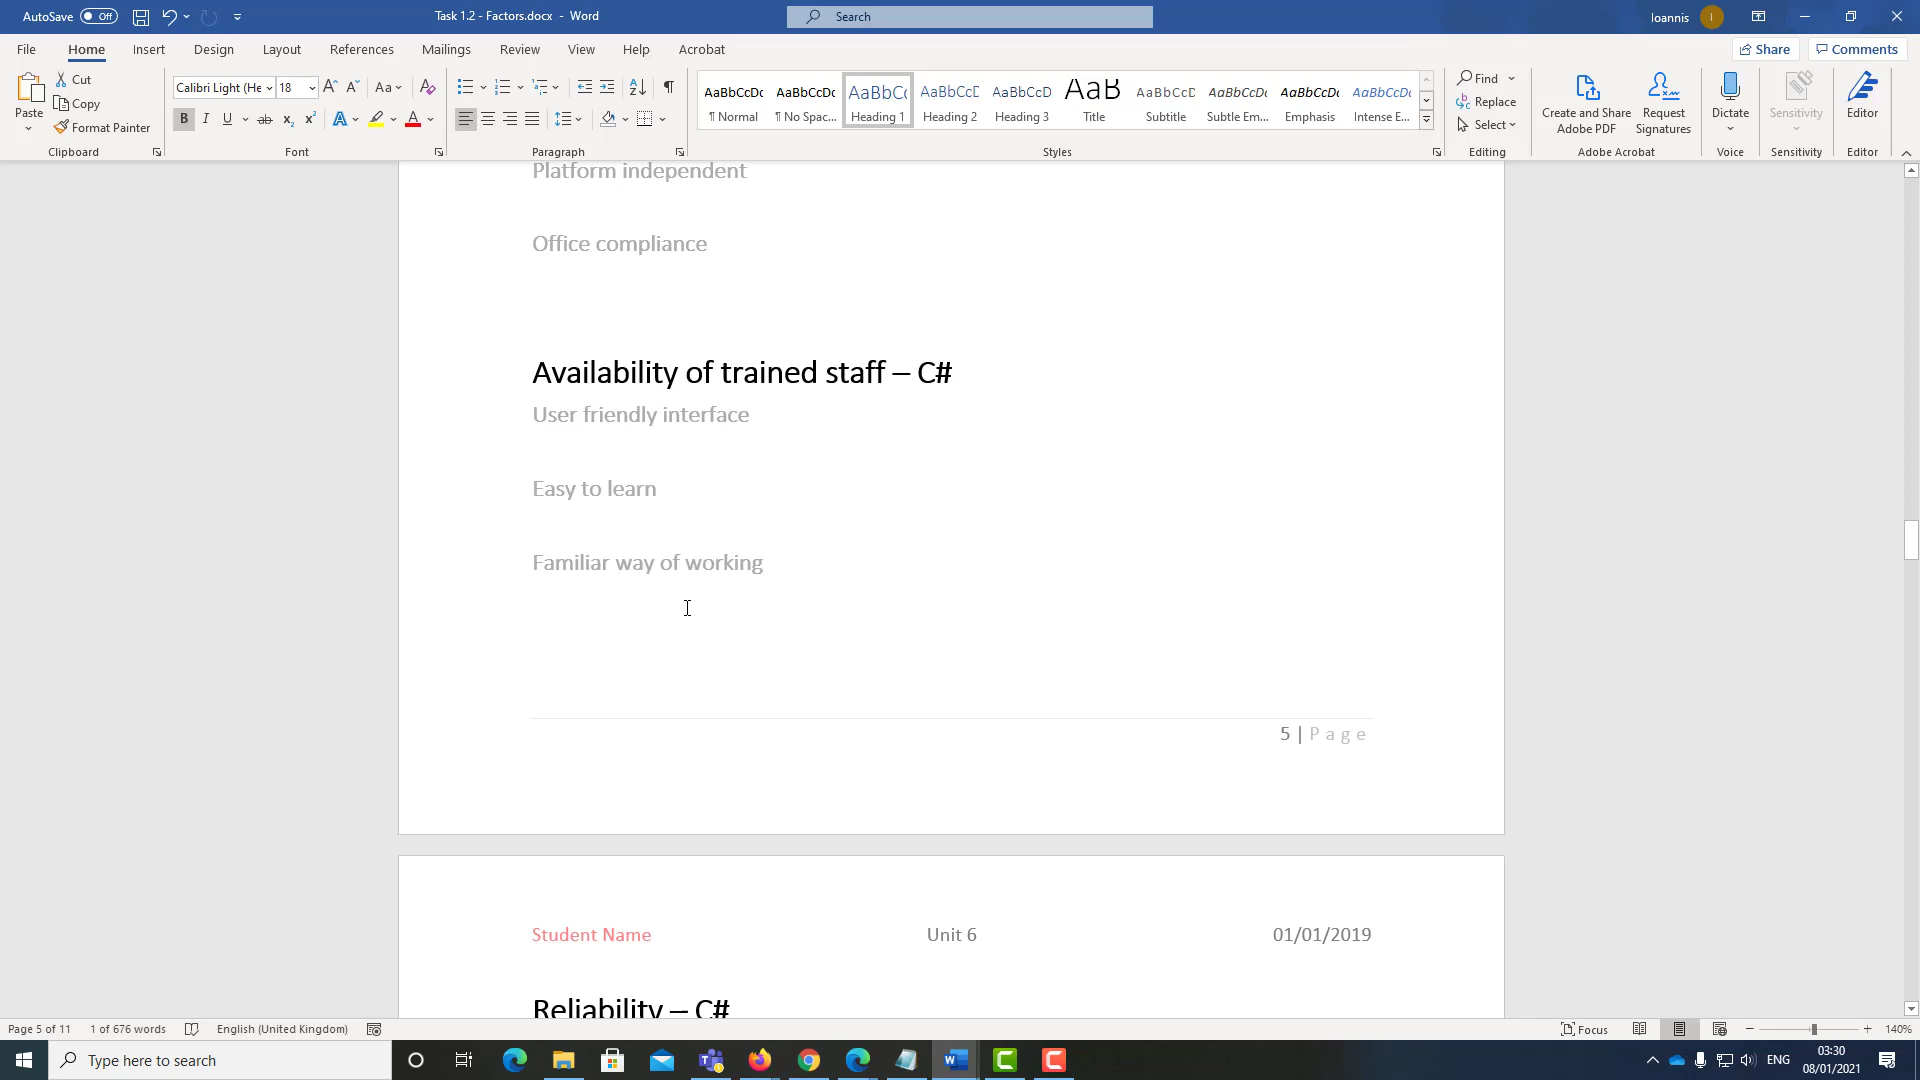 AutoSave Off
Task 1.2 - Factors.docx - Word
Search
Ioannis
I
File Home Insert Design Layout References Mailings Review View Help Acrobat
Share Comments
Paste
Cut
Copy
Format Painter
Clipboard
Calibri Light (He 18
Font
Paragraph
AaBbCcDc ¶ Normal
AaBbCcDc ¶ No Spac...
AaBbCc Heading 1
AaBbCcD Heading 2
AaBbCcD Heading 3
AaB Title
AaBbCcD Subtitle
AaBbCcDc Subtle Em...
AaBbCcDc Emphasis
AaBbCcDc Intense E...
Styles
Find
Replace
Select
Editing
Create and Share Adobe PDF
Request Signatures
Adobe Acrobat
Dictate
Voice
Sensitivity
Sensitivity
Editor
Editor
Platform independent
Office compliance
Availability of trained staff – C#
User friendly interface
Easy to learn
Familiar way of working
5 | Page
Student Name Unit 6 01/01/2019
Reliability – C#
Page 5 of 11 1 of 676 words English (United Kingdom)
Focus
140%
Type here to search
ENG
03:30
08/01/2021